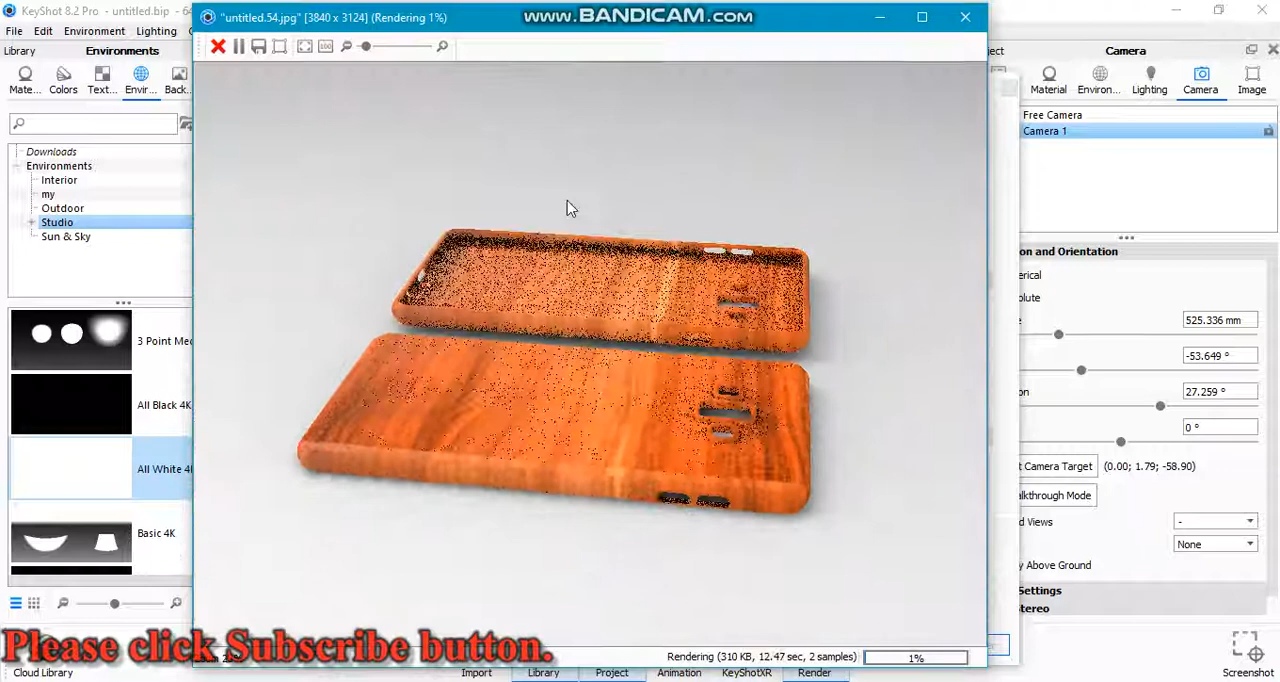 KeyShot 8.2 Pro - untitled.bip -
"untitled.54.jpg" [3840 x 3124] (Rendering 1%)
www.BANDICAM.com
File
Edit
Environment
Lighting
Library
Environments
Camera
Mate...
Colors
Text...
Envir...
Back...
100
Material
Environ...
Lighting
Camera
Image
Free Camera
Camera 1
Downloads
Environments
Interior
my
Outdoor
Studio
Sun & Sky
on and Orientation
erical
olute
525.336 mm
-53.649 °
on
27.259 °
0 °
3 Point Med
All Black 4K
All White 4K
Basic 4K
t Camera Target
(0.00; 1.79; -58.90)
alkthrough Mode
d Views
-
None
y Above Ground
Settings
Stereo
Please click Subscribe button.
Rendering (310 KB, 12.47 sec, 2 samples)
1%
Cloud Library
Import
Library
Project
Animation
KeyShotXR
Render
Screenshot